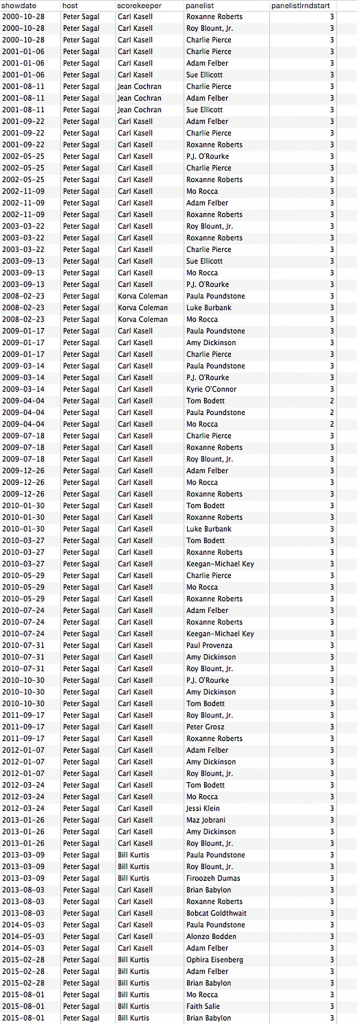 showdate host scorekeeper panelist panelistlrndstart
2000-10-28 Peter Sagal Carl Kasell Roxanne Roberts 3
2000-10-28 Peter Sagal Carl Kasell Roy Blount, Jr. 3
2000-10-28 Peter Sagal Carl Kasell Charlie Pierce 3
2001-01-06 Peter Sagal Carl Kasell Charlie Pierce 3
2001-01-06 Peter Sagal Carl Kasell Adam Felber 3
2001-01-06 Peter Sagal Carl Kasell Sue Ellicott 3
2001-08-11 Peter Sagal Jean Cochran Charlie Pierce 3
2001-08-11 Peter Sagal Jean Cochran Adam Felber 3
2001-08-11 Peter Sagal Jean Cochran Sue Ellicott 3
2001-09-22 Peter Sagal Carl Kasell Adam Felber 3
2001-09-22 Peter Sagal Carl Kasell Charlie Pierce 3
2001-09-22 Peter Sagal Carl Kasell Roxanne Roberts 3
2002-05-25 Peter Sagal Carl Kasell P.J. O'Rourke 3
2002-05-25 Peter Sagal Carl Kasell Charlie Pierce 3
2002-05-25 Peter Sagal Carl Kasell Roxanne Roberts 3
2002-11-09 Peter Sagal Carl Kasell Mo Rocca 3
2002-11-09 Peter Sagal Carl Kasell Adam Felber 3
2002-11-09 Peter Sagal Carl Kasell Roxanne Roberts 3
2003-03-22 Peter Sagal Carl Kasell Roy Blount, Jr. 3
2003-03-22 Peter Sagal Carl Kasell Roxanne Roberts 3
2003-03-22 Peter Sagal Carl Kasell Charlie Pierce 3
2003-09-13 Peter Sagal Carl Kasell Sue Ellicott 3
2003-09-13 Peter Sagal Carl Kasell Mo Rocca 3
2003-09-13 Peter Sagal Carl Kasell P.J. O'Rourke 3
2008-02-23 Peter Sagal Korva Coleman Paula Poundstone 3
2008-02-23 Peter Sagal Korva Coleman Luke Burbank 3
2008-02-23 Peter Sagal Korva Coleman Mo Rocca 3
2009-01-17 Peter Sagal Carl Kasell Paula Poundstone 3
2009-01-17 Peter Sagal Carl Kasell Amy Dickinson 3
2009-01-17 Peter Sagal Carl Kasell Charlie Pierce 3
2009-03-14 Peter Sagal Carl Kasell Paula Poundstone 3
2009-03-14 Peter Sagal Carl Kasell P.J. O'Rourke 3
2009-03-14 Peter Sagal Carl Kasell Kyrie O'Connor 3
2009-04-04 Peter Sagal Carl Kasell Tom Bodett 2
2009-04-04 Peter Sagal Carl Kasell Paula Poundstone 2
2009-04-04 Peter Sagal Carl Kasell Mo Rocca 2
2009-07-18 Peter Sagal Carl Kasell Charlie Pierce 3
2009-07-18 Peter Sagal Carl Kasell Roxanne Roberts 3
2009-07-18 Peter Sagal Carl Kasell Roy Blount, Jr. 3
2009-12-26 Peter Sagal Carl Kasell Adam Felber 3
2009-12-26 Peter Sagal Carl Kasell Mo Rocca 3
2009-12-26 Peter Sagal Carl Kasell Roxanne Roberts 3
2010-01-30 Peter Sagal Carl Kasell Tom Bodett 3
2010-01-30 Peter Sagal Carl Kasell Roxanne Roberts 3
2010-01-30 Peter Sagal Carl Kasell Luke Burbank 3
2010-03-27 Peter Sagal Carl Kasell Tom Bodett 3
2010-03-27 Peter Sagal Carl Kasell Roxanne Roberts 3
2010-03-27 Peter Sagal Carl Kasell Keegan-Michael Key 3
2010-05-29 Peter Sagal Carl Kasell Charlie Pierce 3
2010-05-29 Peter Sagal Carl Kasell Mo Rocca 3
2010-05-29 Peter Sagal Carl Kasell Roxanne Roberts 3
2010-07-24 Peter Sagal Carl Kasell Adam Felber 3
2010-07-24 Peter Sagal Carl Kasell Roxanne Roberts 3
2010-07-24 Peter Sagal Carl Kasell Keegan-Michael Key 3
2010-07-31 Peter Sagal Carl Kasell Paul Provenza 3
2010-07-31 Peter Sagal Carl Kasell Amy Dickinson 3
2010-07-31 Peter Sagal Carl Kasell Roy Blount, Jr. 3
2010-10-30 Peter Sagal Carl Kasell P.J. O'Rourke 3
2010-10-30 Peter Sagal Carl Kasell Amy Dickinson 3
2010-10-30 Peter Sagal Carl Kasell Tom Bodett 3
2011-09-17 Peter Sagal Carl Kasell Roy Blount, Jr. 3
2011-09-17 Peter Sagal Carl Kasell Peter Grosz 3
2011-09-17 Peter Sagal Carl Kasell Roxanne Roberts 3
2012-01-07 Peter Sagal Carl Kasell Adam Felber 3
2012-01-07 Peter Sagal Carl Kasell Amy Dickinson 3
2012-01-07 Peter Sagal Carl Kasell Roy Blount, Jr. 3
2012-03-24 Peter Sagal Carl Kasell Tom Bodett 3
2012-03-24 Peter Sagal Carl Kasell Mo Rocca 3
2012-03-24 Peter Sagal Carl Kasell Jessi Klein 3
2013-01-26 Peter Sagal Carl Kasell Maz Jobrani 3
2013-01-26 Peter Sagal Carl Kasell Amy Dickinson 3
2013-01-26 Peter Sagal Carl Kasell Roy Blount, Jr. 3
2013-03-09 Peter Sagal Bill Kurtis Paula Poundstone 3
2013-03-09 Peter Sagal Bill Kurtis Roy Blount, Jr. 3
2013-03-09 Peter Sagal Bill Kurtis Firoozeh Dumas 3
2013-08-03 Peter Sagal Carl Kasell Brian Babylon 3
2013-08-03 Peter Sagal Carl Kasell Roxanne Roberts 3
2013-08-03 Peter Sagal Carl Kasell Bobcat Goldthwait 3
2014-05-03 Peter Sagal Carl Kasell Paula Poundstone 3
2014-05-03 Peter Sagal Carl Kasell Alonzo Bodden 3
2014-05-03 Peter Sagal Carl Kasell Adam Felber 3
2015-02-28 Peter Sagal Bill Kurtis Ophira Eisenberg 3
2015-02-28 Peter Sagal Bill Kurtis Adam Felber 3
2015-02-28 Peter Sagal Bill Kurtis Brian Babylon 3
2015-08-01 Peter Sagal Bill Kurtis Mo Rocca 3
2015-08-01 Peter Sagal Bill Kurtis Faith Salie 3
2015-08-01 Peter Sagal Bill Kurtis Brian Babylon 3